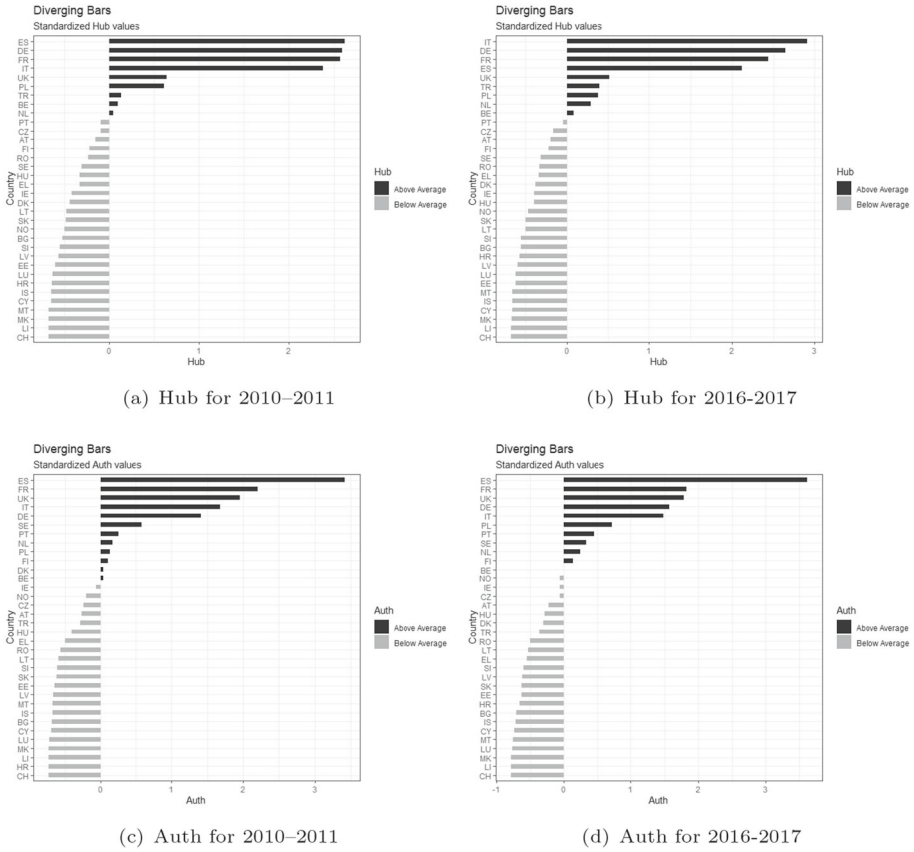 Diverging Bars
Standardized Hub values
ES
DE
FR
IT
UK
PL
TR
BE
NL
PT
CZ
AT
FI
RO
SE
HU
EL
IE
DK
LT
SK
NO
BG
SI
LV
EE
LU
HR
IS
CY
MT
MK
LI
CH
Country
0
1
2
Hub
Hub
Above Average
Below Average
(a) Hub for 2010–2011
Diverging Bars
Standardized Hub values
IT
DE
FR
ES
UK
TR
PL
NL
BE
PT
CZ
AT
FI
SE
RO
EL
DK
IE
HU
NO
SK
LT
SI
BG
HR
LV
LU
EE
MT
IS
CY
MK
LI
CH
Country
0
1
2
3
Hub
Hub
Above Average
Below Average
(b) Hub for 2016-2017
Diverging Bars
Standardized Auth values
ES
FR
UK
IT
DE
SE
PT
NL
PL
FI
DK
BE
IE
NO
CZ
AT
TR
HU
EL
RO
LT
SI
SK
EE
LV
MT
IS
BG
CY
LU
MK
LI
HR
CH
Country
0
1
2
3
Auth
Auth
Above Average
Below Average
(c) Auth for 2010–2011
Diverging Bars
Standardized Auth values
ES
FR
UK
DE
IT
PL
PT
SE
NL
FI
BE
NO
IE
CZ
AT
HU
DK
TR
RO
LT
EL
SI
LV
SK
EE
HR
BG
IS
CY
MT
LU
MK
LI
CH
Country
-1
0
1
2
3
Auth
Auth
Above Average
Below Average
(d) Auth for 2016-2017